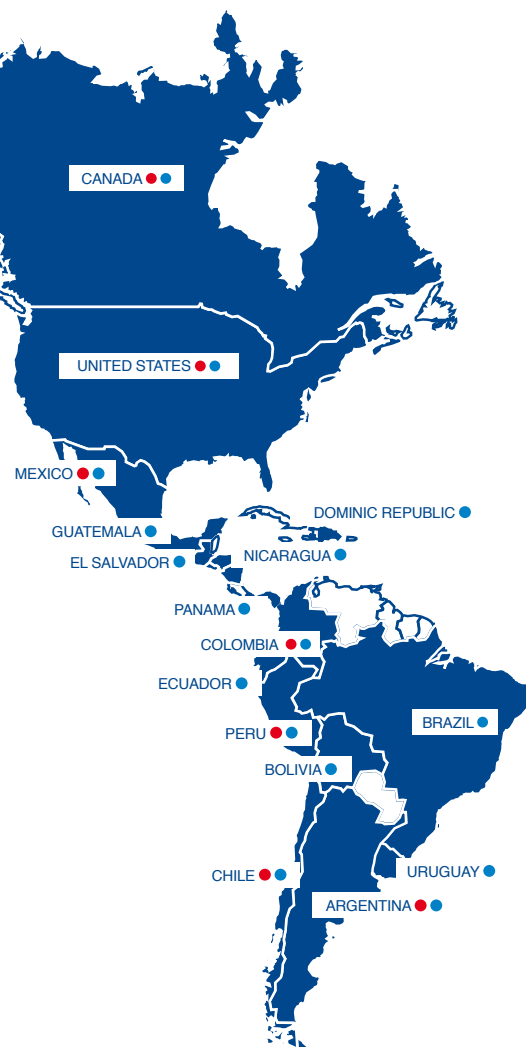 CANADA
UNITED STATES
MEXICO
DOMINIC REPUBLIC
GUATEMALA
NICARAGUA
EL SALVADOR
PANAMA
COLOMBIA
ECUADOR
BRAZIL
PERU
BOLIVIA
URUGUAY
CHILE
ARGENTINA